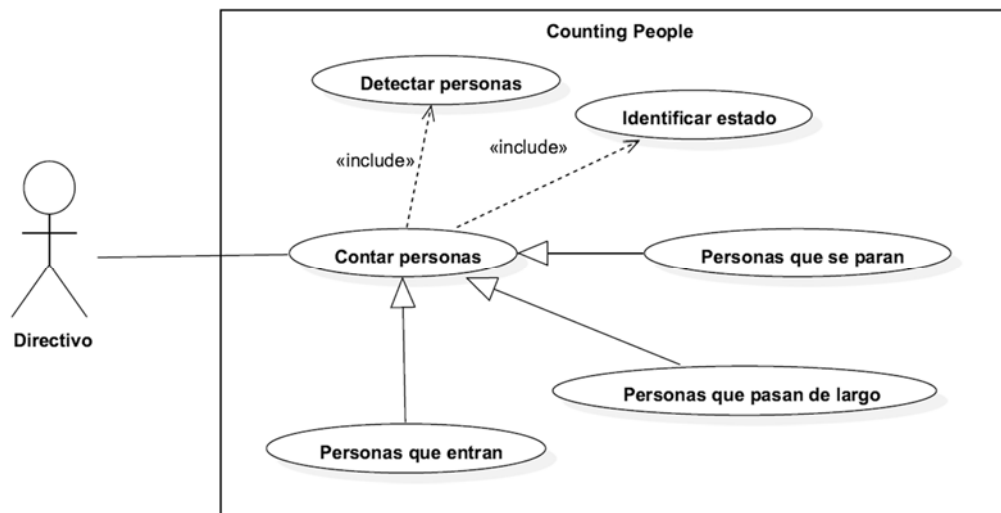 Counting People
Detectar personas
Identificar estado
«include»
«include»
Contar personas
Personas que se paran
Directivo
Personas que pasan de largo
Personas que entran